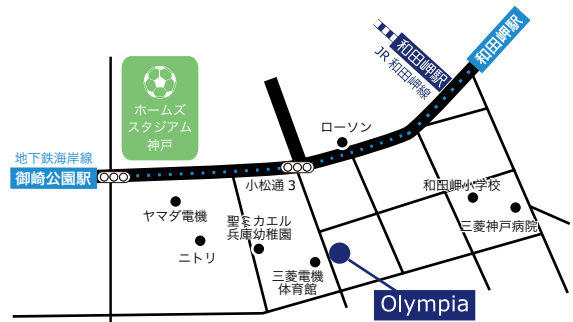 和田岬駅
和田岬駅
JR 和田岬線
ホームズ
スタジアム
神戸
ローソン
地下鉄海岸線
御崎公園駅
小松通 3
和田岬小学校
ヤマダ電機
聖ミカエル
兵庫幼稚園
三菱神戸病院
ニトリ
三菱電機
体育館
Olympia